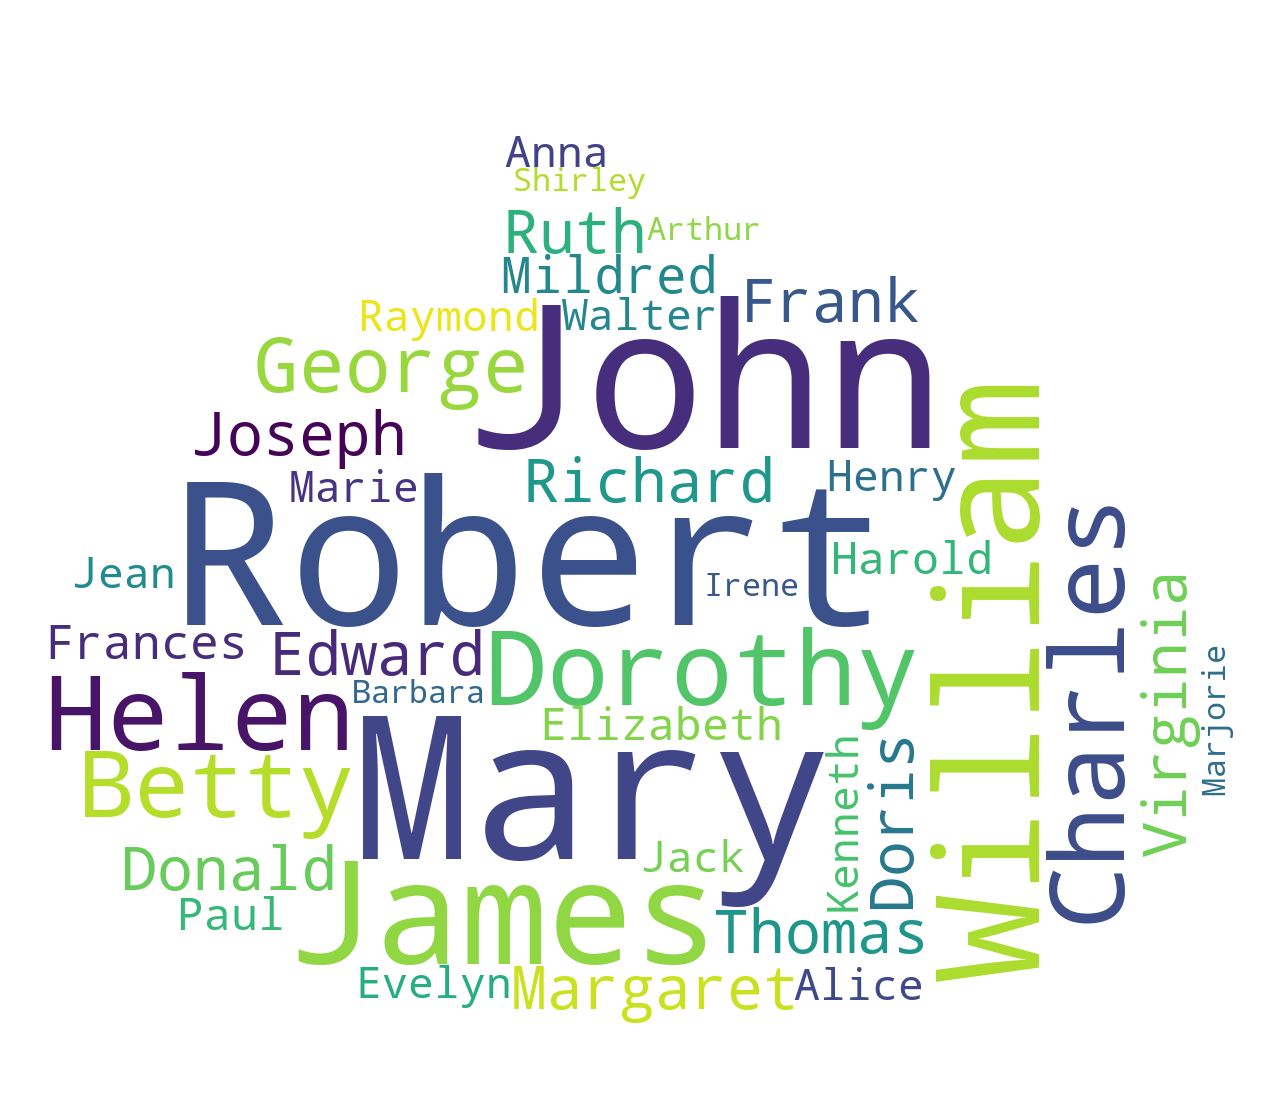 Anna
Shirley
Ruth
Arthur
Mildred
Frank
Raymond
Walter
John
George
Joseph
Richard
Henry
Marie
Robert
William
Charles
Harold
Jean
Irene
Virginia
Frances
Edward
Dorothy
Marjorie
Helen
Barbara
Elizabeth
Mary
Betty
Kenneth
Doris
Donald
Jack
James
Paul
Thomas
Evelyn
Margaret
Alice